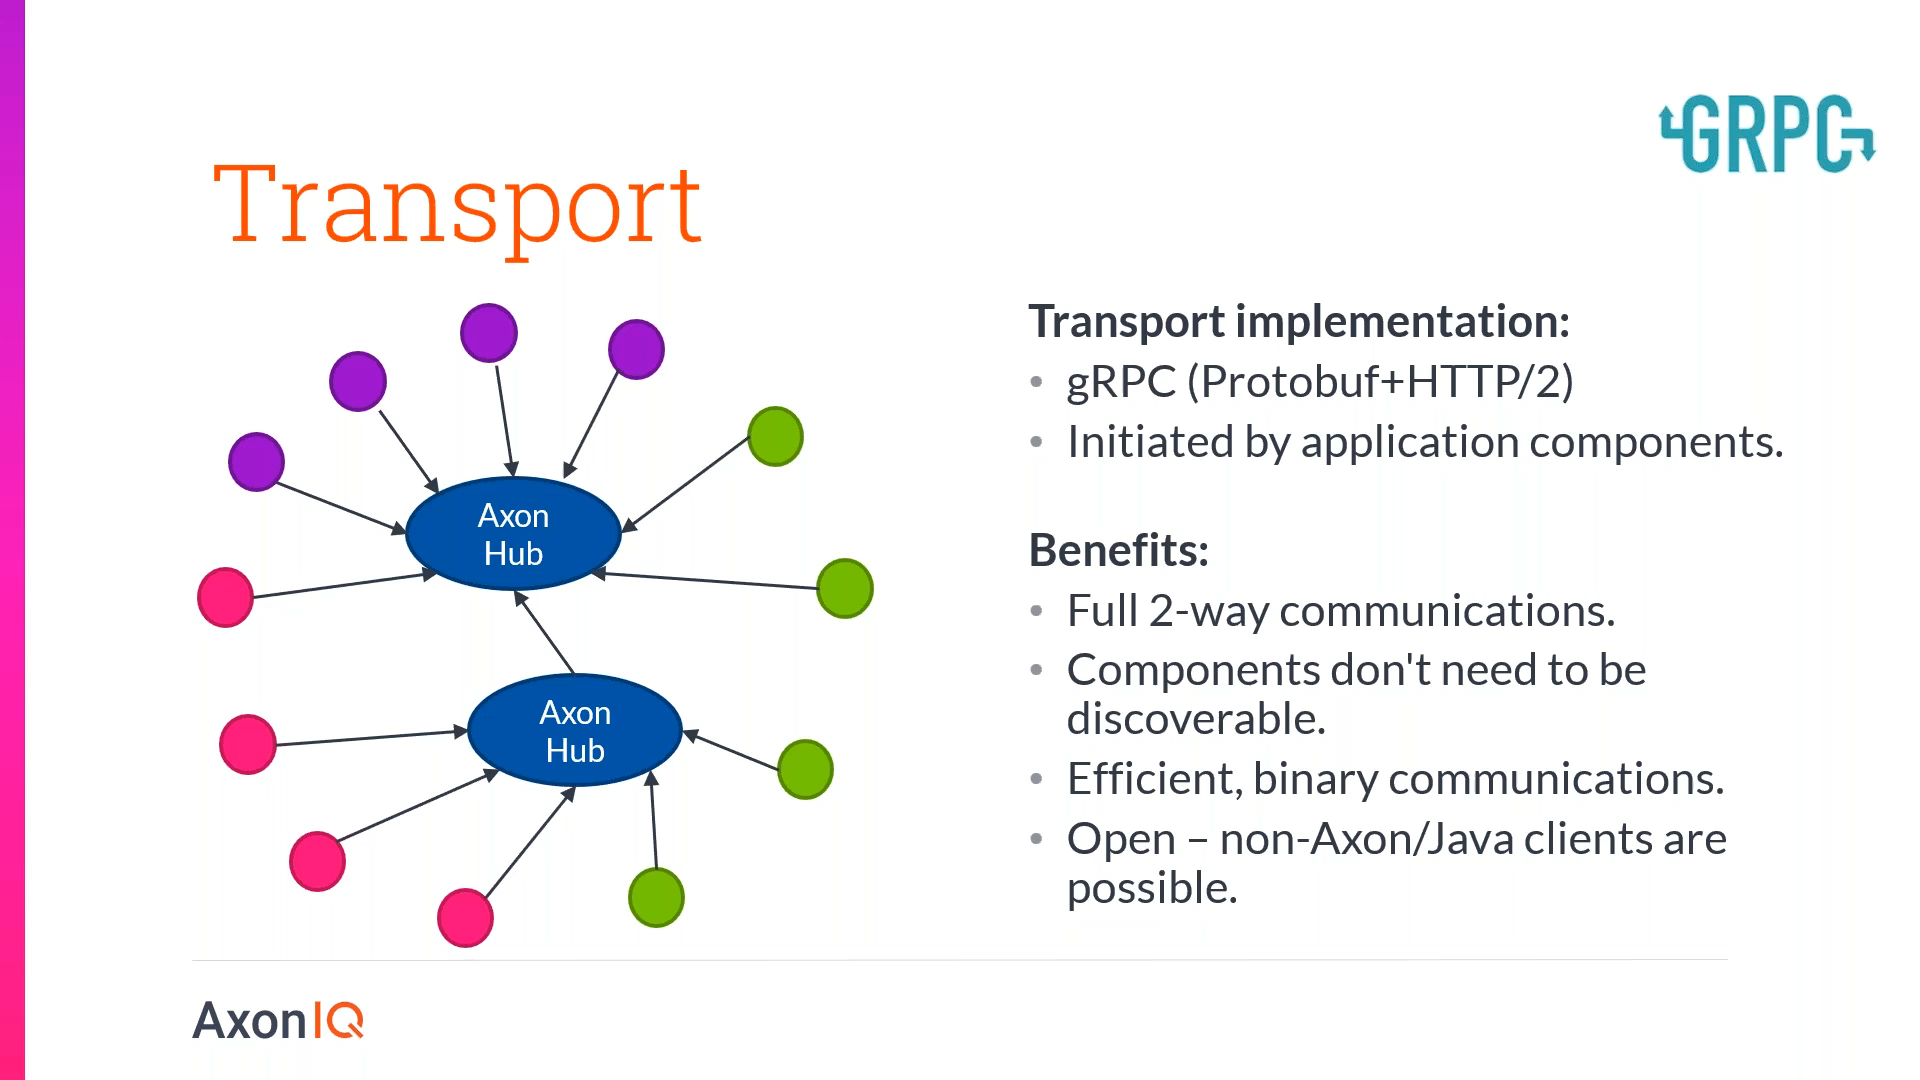 GRPC
Transport
Axon
Hub
Axon
Hub
Transport implementation:
• gRPC (Protobuf+HTTP/2)
• Initiated by application components.
Benefits:
• Full 2-way communications.
• Components don't need to be
discoverable.
• Efficient, binary communications.
• Open – non-Axon/Java clients are
possible.
AxonIQ